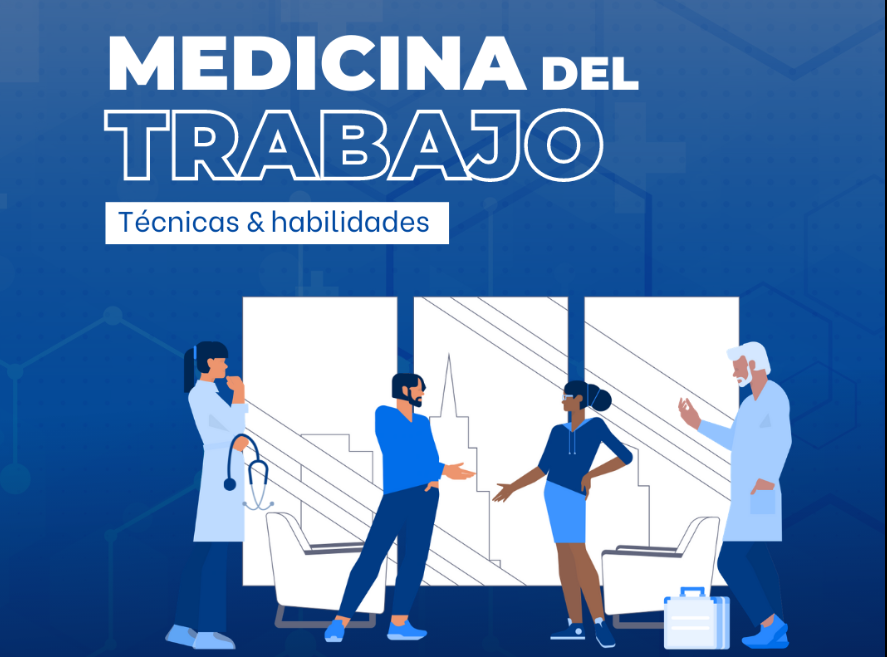 MEDICINA DEL
TRABAJO
Técnicas & habilidades